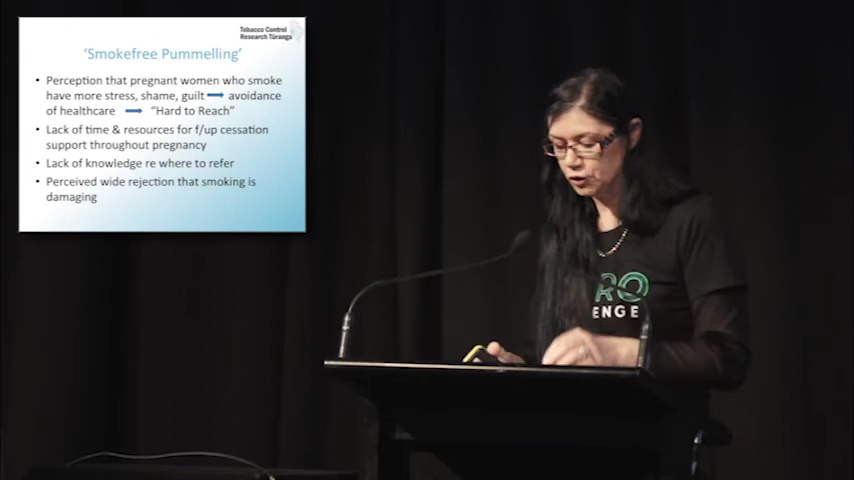 Tobacco Control
Research Tūranga
‘Smokefree Pummelling’
• Perception that pregnant women who smoke
have more stress, shame, guilt ➡ avoidance
of healthcare ➡ “Hard to Reach”
• Lack of time & resources for f/up cessation
support throughout pregnancy
• Lack of knowledge re where to refer
• Perceived wide rejection that smoking is
damaging
RO
ENGE